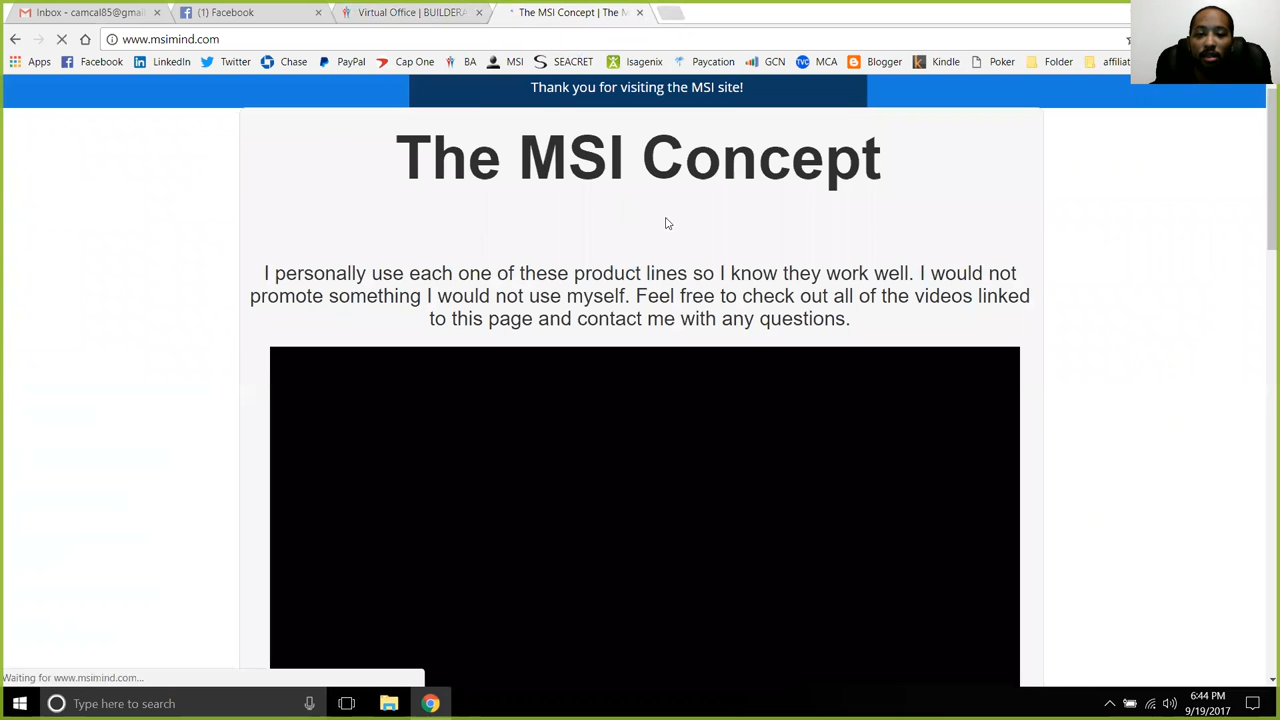 Inbox - camcal85@gmai
(1) Facebook
Virtual Office | BUILDERA
The MSI Concept | The M
www.msimind.com
Apps
Facebook
LinkedIn
Twitter
Chase
PayPal
Cap One
BA
MSI
SEACRET
Isagenix
Paycation
GCN
MCA
Blogger
Kindle
Poker
Folder
affiliat
Thank you for visiting the MSI site!
The MSI Concept
I personally use each one of these product lines so I know they work well. I would not
promote something I would not use myself. Feel free to check out all of the videos linked
to this page and contact me with any questions.
Waiting for www.msimind.com...
Type here to search
6:44 PM
9/19/2017